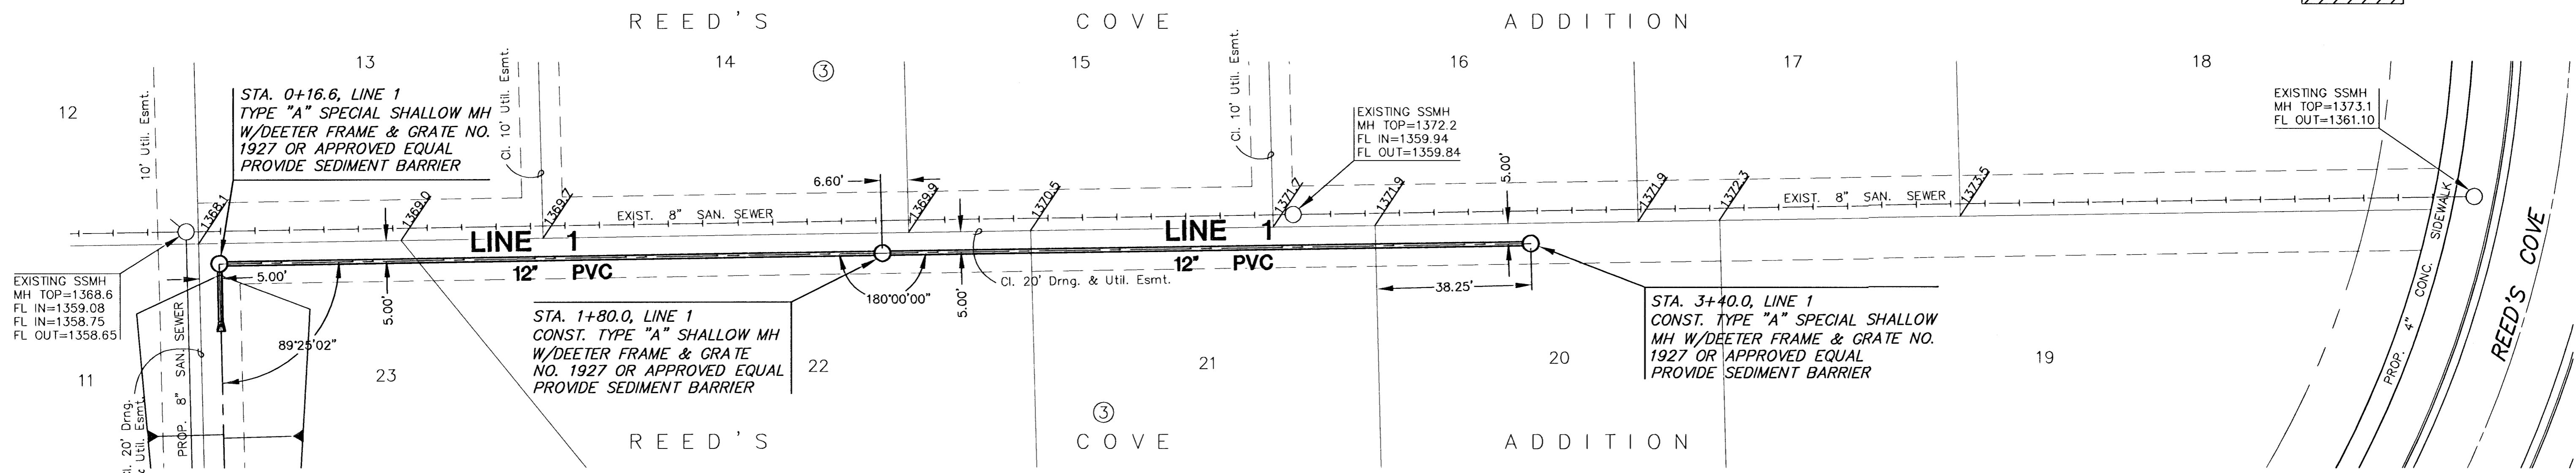 REED'S COVE ADDITION
13
14
3
15
16
17
18
12
10' Util. Esmt.
STA. 0+16.6, LINE 1
TYPE "A" SPECIAL SHALLOW MH
W/DEETER FRAME & GRATE NO.
1927 OR APPROVED EQUAL
PROVIDE SEDIMENT BARRIER
Cl. 10' Util. Esmt.
Cl. 10' Util. Esmt.
EXISTING SSMH
MH TOP=1372.2
FL IN=1359.94
FL OUT=1359.84
EXISTING SSMH
MH TOP=1373.1
FL OUT=1361.10
1368.1
1369.0
1369.7
6.60'
1369.9
1370.5
1371.7
1371.9
5.00'
1371.9
1372.3
1373.5
EXIST. 8" SAN. SEWER
EXIST. 8" SAN. SEWER
LINE 1
12" PVC
LINE 1
12" PVC
5.00'
5.00'
180°00'00"
5.00'
Cl. 20' Drng. & Util. Esmt.
38.25'
EXISTING SSMH
MH TOP=1368.6
FL IN=1359.08
FL IN=1358.75
FL OUT=1358.65
89°25'02"
STA. 1+80.0, LINE 1
CONST. TYPE "A" SHALLOW MH
W/DEETER FRAME & GRATE
NO. 1927 OR APPROVED EQUAL
PROVIDE SEDIMENT BARRIER
STA. 3+40.0, LINE 1
CONST. TYPE "A" SPECIAL SHALLOW
MH W/DEETER FRAME & GRATE NO.
1927 OR APPROVED EQUAL
PROVIDE SEDIMENT BARRIER
11
23
22
21
20
19
3
PROP. 8" SAN. SEWER
Cl. 20' Drng.
& Util. Esmt.
PROP. 4" CONC. SIDEWALK
REED'S COVE
REED'S COVE ADDITION